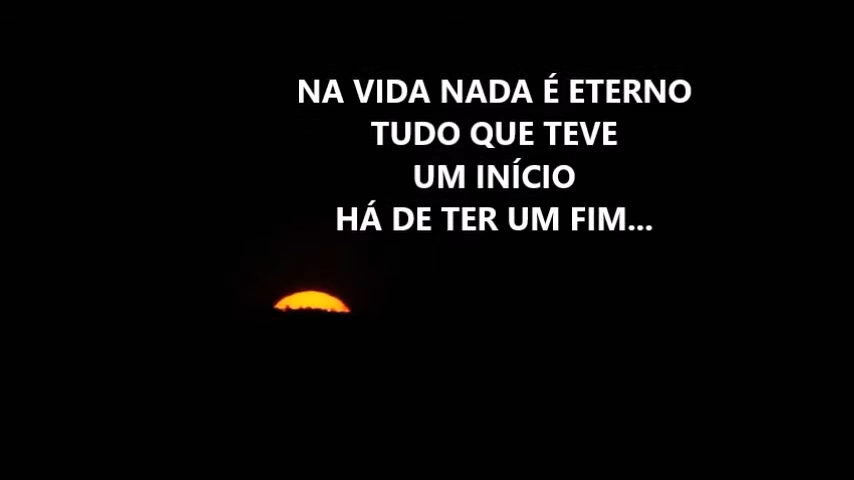 NA VIDA NADA É ETERNO
TUDO QUE TEVE
UM INÍCIO
HÁ DE TER UM FIM...